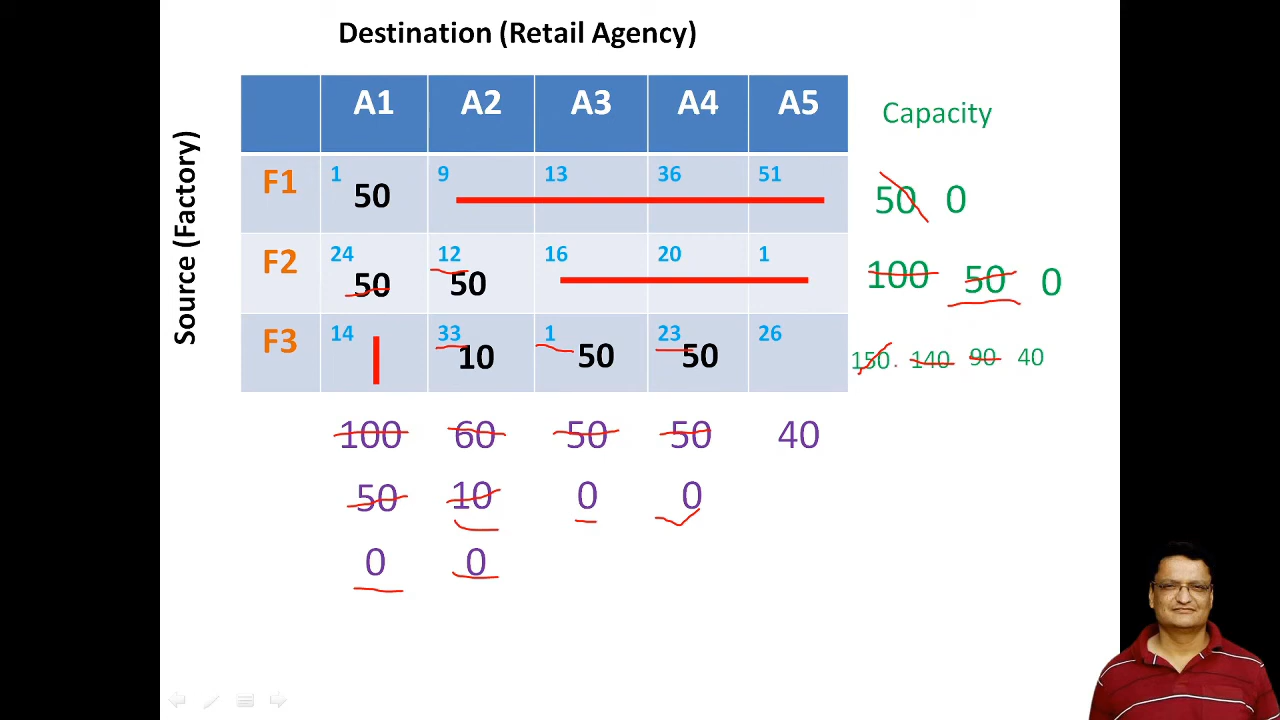 Destination (Retail Agency)
Source (Factory)
A1 A2 A3 A4 A5 Capacity
1 9 13 36 51
F1 50 50 0
24 12 16 20 1
F2 50 50 100 50 0
14 33 1 23 26
F3 10 50 50 150 140 90 40
100 60 50 50 40
50 10 0 0
0 0